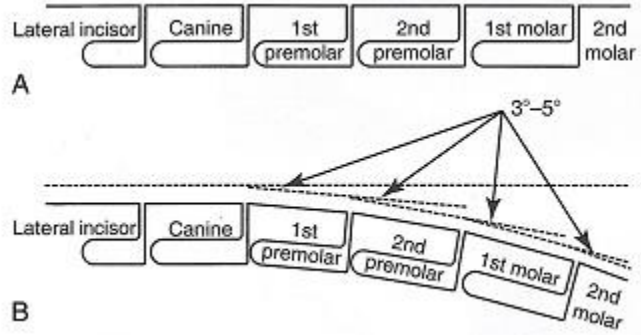 Lateral incisor Canine 1st premolar 2nd premolar 1st molar 2nd molar
A
3°–5°
Lateral incisor Canine 1st premolar 2nd premolar 1st molar 2nd molar
B